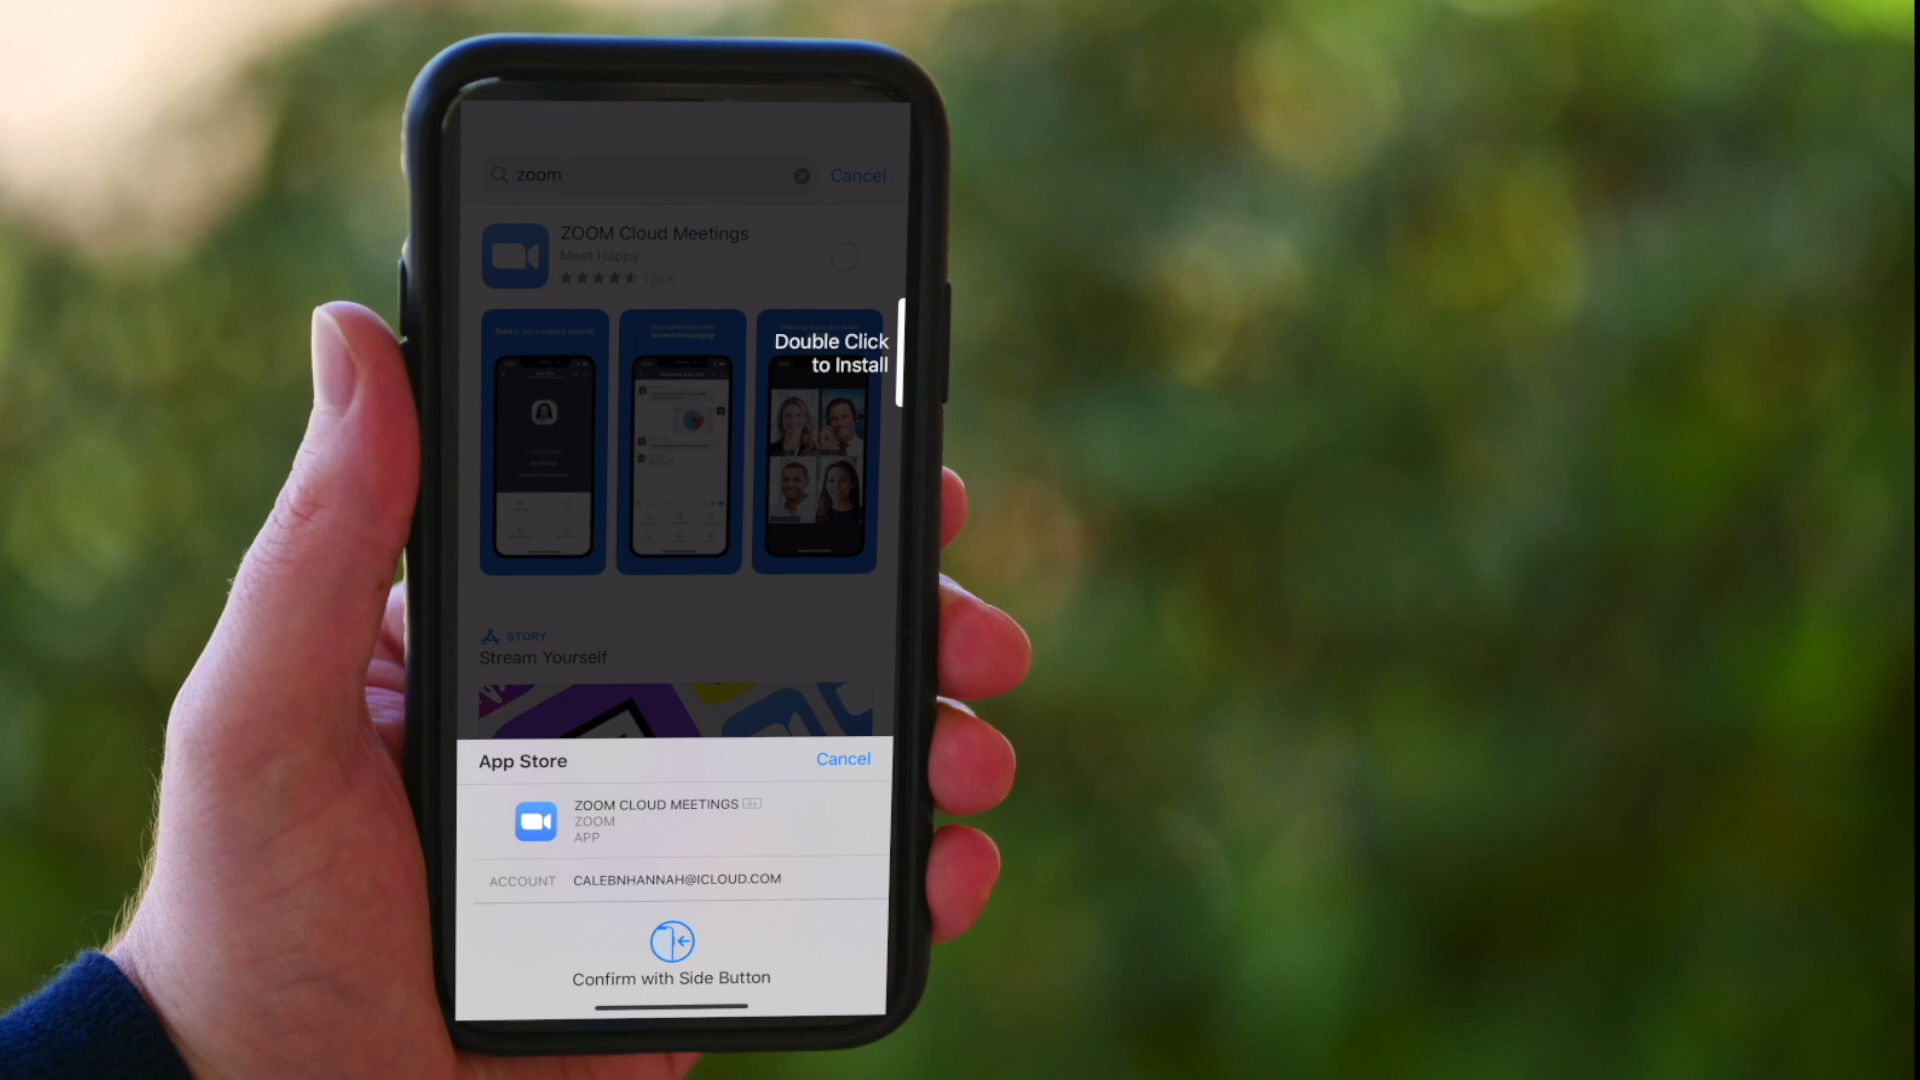 zoom
Cancel
ZOOM Cloud Meetings
Meet Happy
Double Click
to Install
STORY
Stream Yourself
App Store
Cancel
ZOOM CLOUD MEETINGS 4+
ZOOM
APP
ACCOUNT CALEBNHANNAH@ICLOUD.COM
Confirm with Side Button